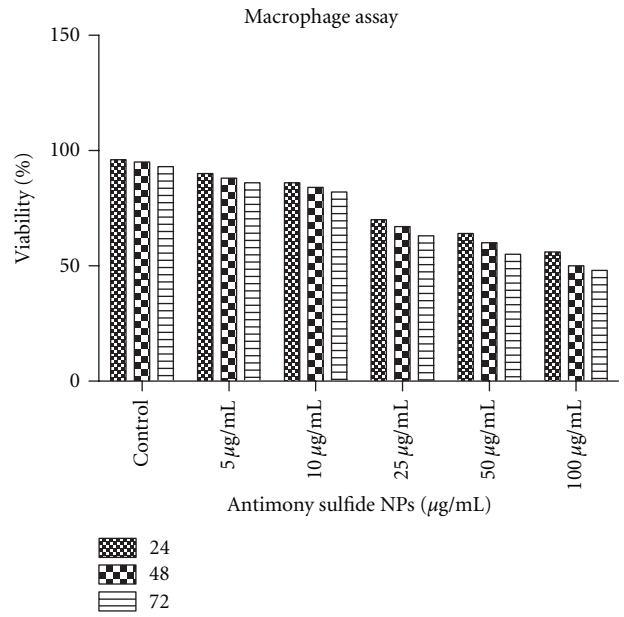 Macrophage assay
150
100
50
0
Viability (%)
Control
5 μg/mL
10 μg/mL
25 μg/mL
50 μg/mL
100 μg/mL
Antimony sulfide NPs (μg/mL)
24
48
72